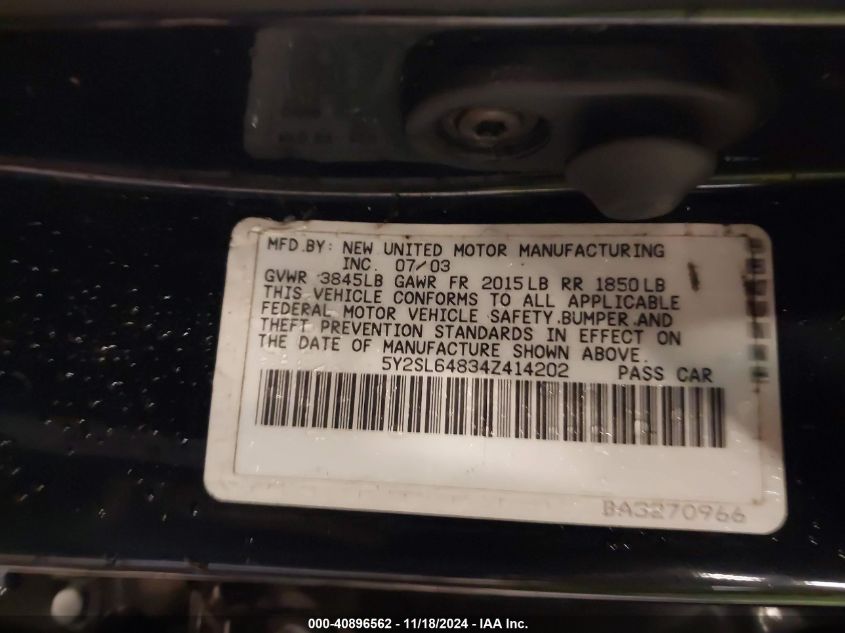 MFD.BY: NEW UNITED MOTOR MANUFACTURING
INC. 07/03
GVWR 3845LB GAWR FR 2015LB RR 1850LB
THIS VEHICLE CONFORMS TO ALL APPLICABLE
FEDERAL MOTOR VEHICLE SAFETY,BUMPER,AND
THEFT PREVENTION STANDARDS IN EFFECT ON
THE DATE OF MANUFACTURE SHOWN ABOVE.
5Y2SL64834Z414202 PASS CAR
BA3270966
000-40896562 - 11/18/2024 - IAA Inc.